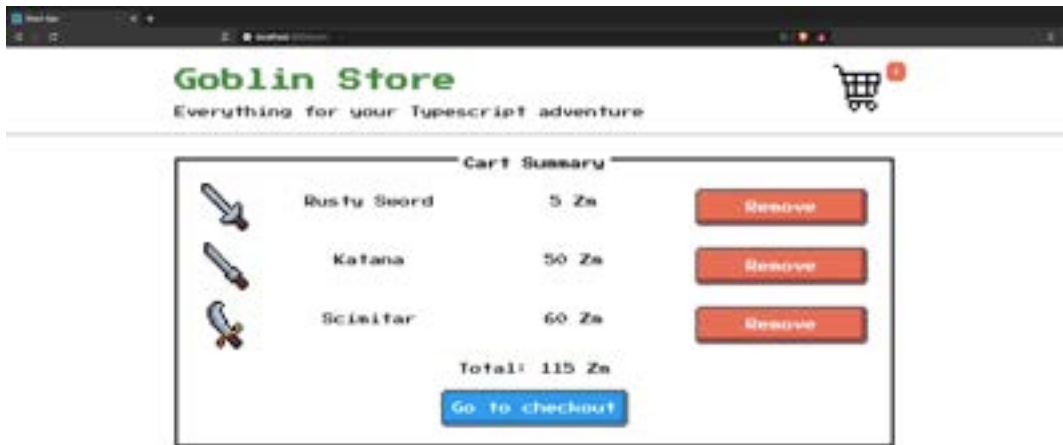 Goblin Store
Everything for your Typescript adventure
Cart Summary
Rusty Sword 5 Zm Remove
Katana 50 Zm Remove
Scimitar 60 Zm Remove
Total: 115 Zm
Go to checkout